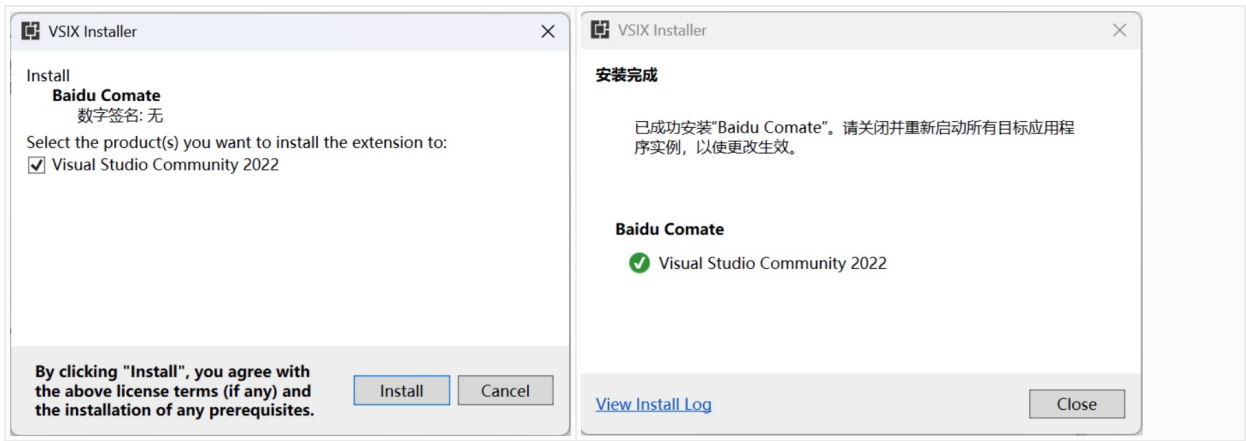 VSIX Installer
Install
Baidu Comate
数字签名: 无
Select the product(s) you want to install the extension to:
Visual Studio Community 2022
By clicking "Install", you agree with
the above license terms (if any) and
the installation of any prerequisites.
Install
Cancel
VSIX Installer
安装完成
已成功安装"Baidu Comate"。请关闭并重新启动所有目标应用程
序实例，以使更改生效。
Baidu Comate
Visual Studio Community 2022
View Install Log
Close